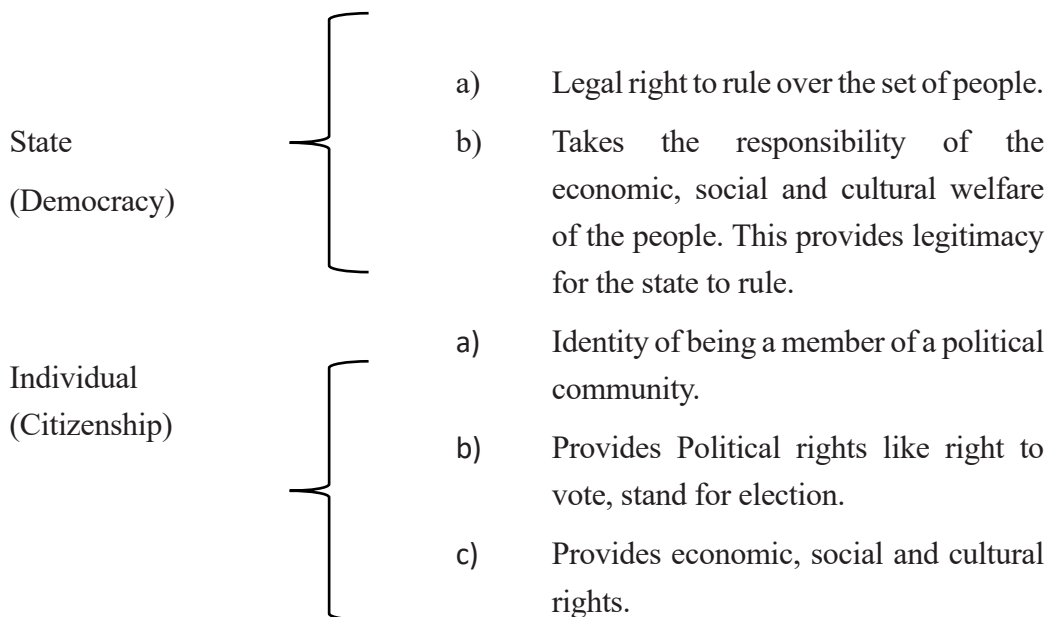 State
(Democracy)
a) Legal right to rule over the set of people.
b) Takes the responsibility of the
economic, social and cultural welfare
of the people. This provides legitimacy
for the state to rule.
Individual
(Citizenship)
a) Identity of being a member of a political
community.
b) Provides Political rights like right to
vote, stand for election.
c) Provides economic, social and cultural
rights.